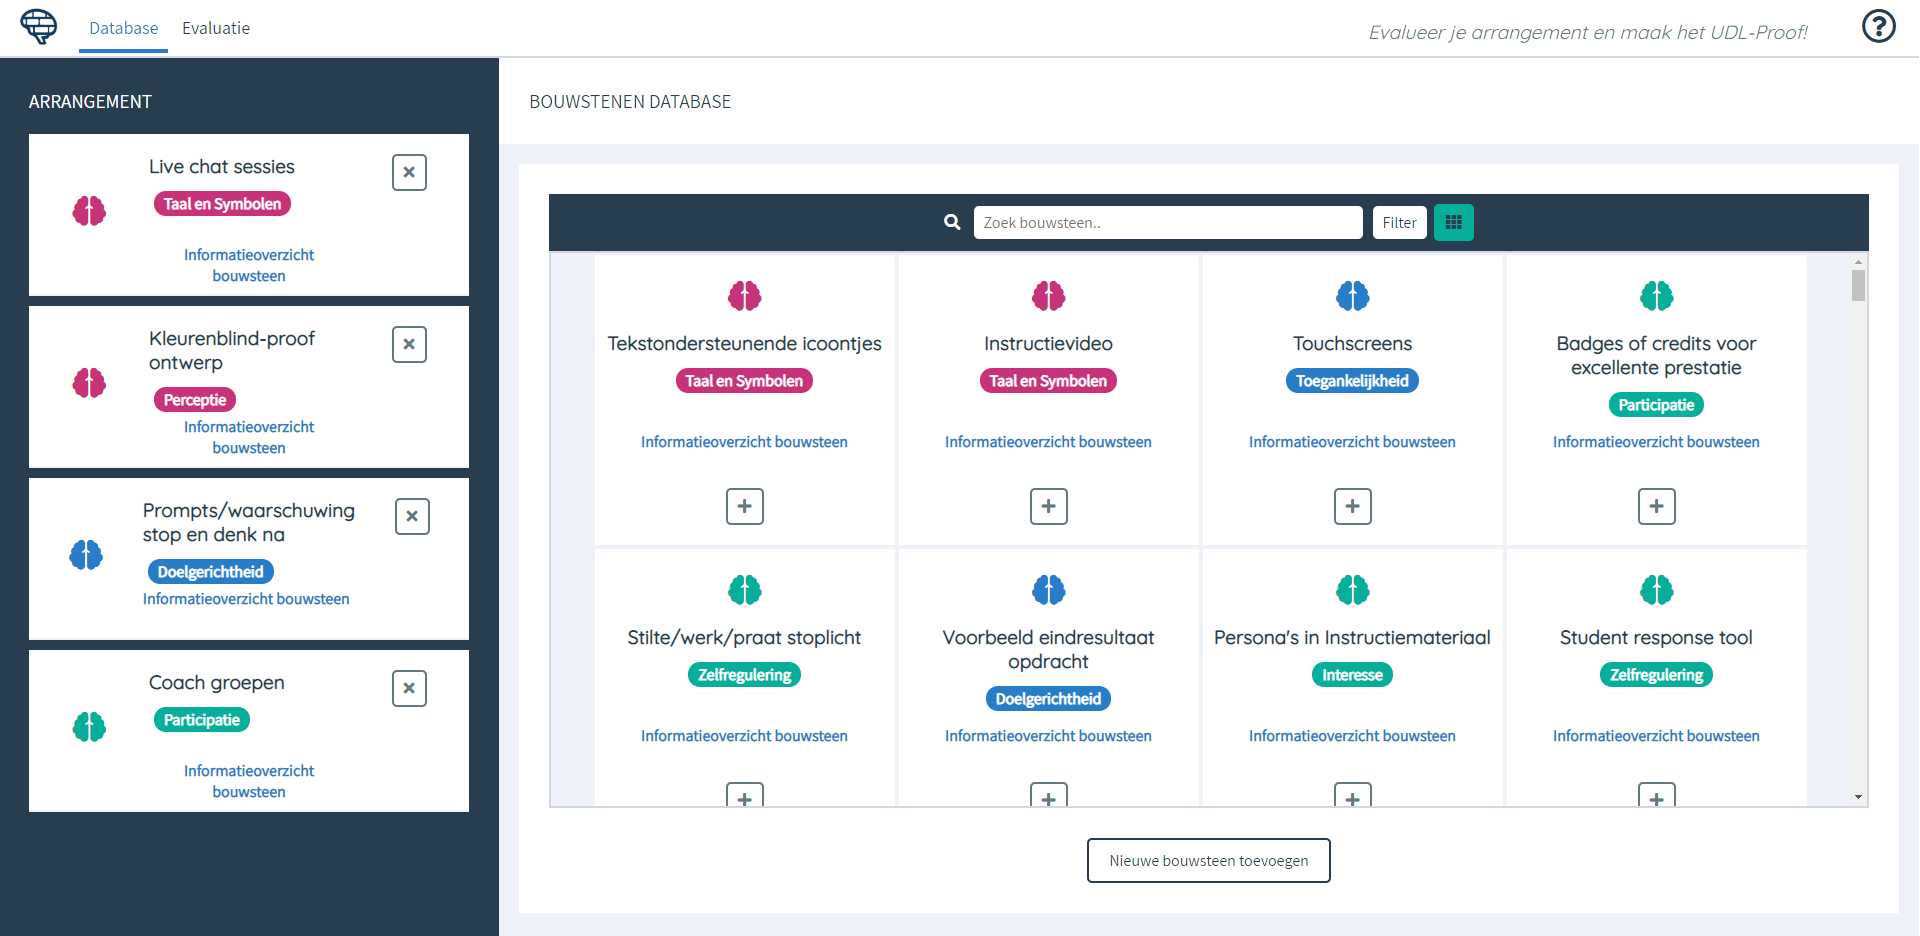 Database
Evaluatie
Evalueer je arrangement en maak het UDL-Proof!
?
ARRANGEMENT
Live chat sessies
Taal en Symbolen
Informatieoverzicht
bouwsteen
Kleurenblind-proof
ontwerp
Perceptie
Informatieoverzicht
bouwsteen
Prompts/waarschuwing
stop en denk na
Doelgerichtheid
Informatieoverzicht bouwsteen
Coach groepen
Participatie
Informatieoverzicht
bouwsteen
BOUWSTENEN DATABASE
Zoek bouwsteen..
Filter
Tekstondersteunende icoontjes
Taal en Symbolen
Informatieoverzicht bouwsteen
Instructievideo
Taal en Symbolen
Informatieoverzicht bouwsteen
Touchscreens
Toegankelijkheid
Informatieoverzicht bouwsteen
Badges of credits voor
excellente prestatie
Participatie
Informatieoverzicht bouwsteen
Stilte/werk/praat stoplicht
Zelfregulering
Informatieoverzicht bouwsteen
Voorbeeld eindresultaat
opdracht
Doelgerichtheid
Informatieoverzicht bouwsteen
Persona's in Instructiemateriaal
Interesse
Informatieoverzicht bouwsteen
Student response tool
Zelfregulering
Informatieoverzicht bouwsteen
Nieuwe bouwsteen toevoegen